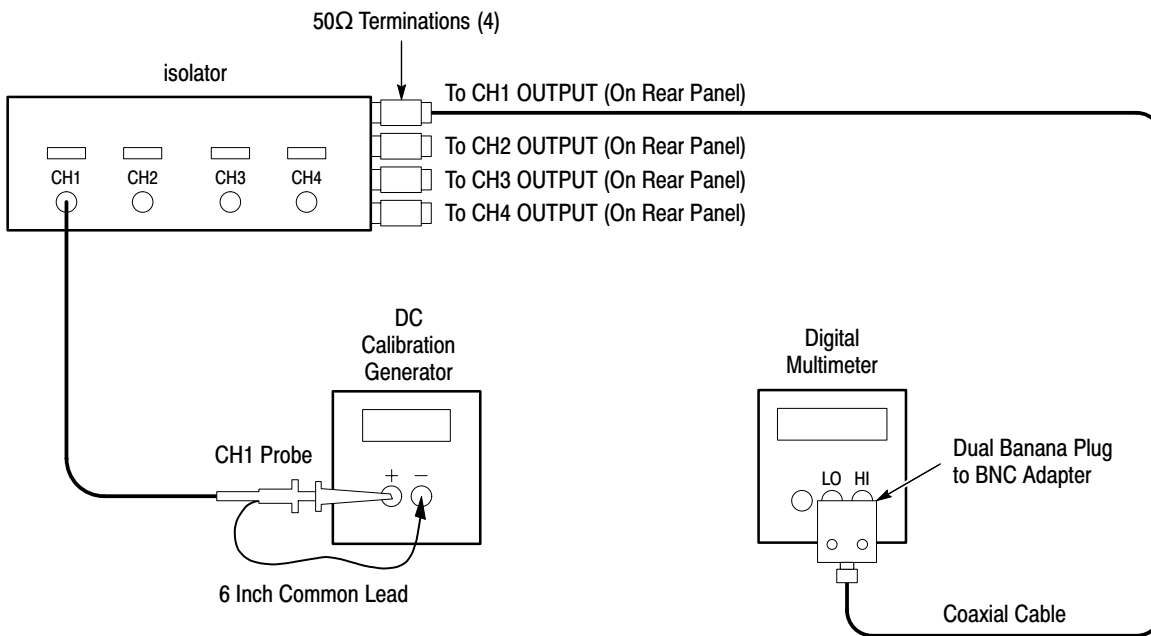 50Ω Terminations (4)
isolator
To CH1 OUTPUT (On Rear Panel)
To CH2 OUTPUT (On Rear Panel)
To CH3 OUTPUT (On Rear Panel)
To CH4 OUTPUT (On Rear Panel)
CH1 CH2 CH3 CH4
DC
Calibration
Generator
Digital
Multimeter
CH1 Probe
+ −
LO HI
Dual Banana Plug
to BNC Adapter
6 Inch Common Lead
Coaxial Cable